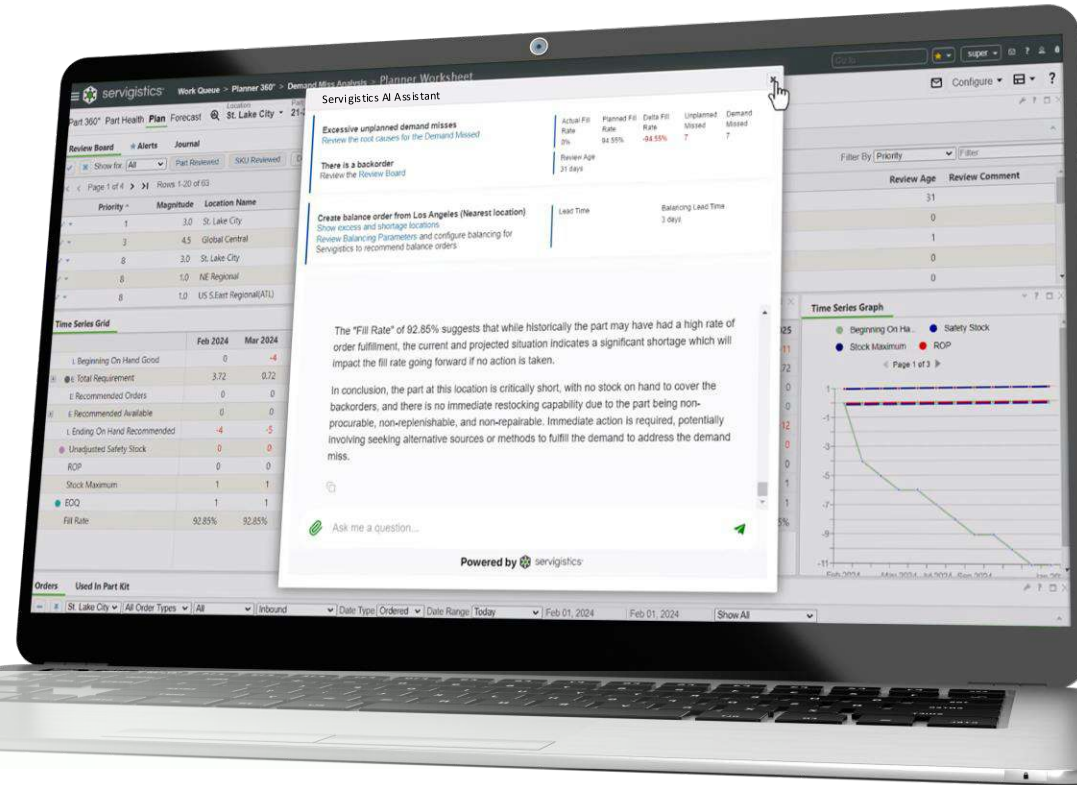 servigistics Work Queue > Planner 360° > Demand Miss Analysis > Planner Worksheet
super
Configure ?
Part 360° Part Health Plan Forecast
Location
St. Lake City
Review Board Alerts Journal
Show for: All Part Reviewed SKU Reviewed
Filter By Priority Filter
Page 1 of 4 Rows 1-20 of 63
Priority Magnitude Location Name
Review Age Review Comment
1 3.0 St. Lake City 31
3 4.5 Global Central 0
8 3.0 St. Lake City 1
8 1.0 NE Regional 0
8 1.0 US S.East Regional(ATL) 0
Servigistics AI Assistant
Excessive unplanned demand misses
Review the root causes for the Demand Missed
There is a backorder
Review the Review Board
Actual Fill Rate Planned Fill Rate Delta Fill Rate Unplanned Missed Demand Missed
0% 94.55% -94.55% 7 7
Review Age
31 days
Create balance order from Los Angeles (Nearest location)
Show excess and shortage locations
Review Balancing Parameters and configure balancing for
Servigistics to recommend balance orders
Lead Time Balancing Lead Time
3 days
The "Fill Rate" of 92.85% suggests that while historically the part may have had a high rate of
order fulfillment, the current and projected situation indicates a significant shortage which will
impact the fill rate going forward if no action is taken.
In conclusion, the part at this location is critically short, with no stock on hand to cover the
backorders, and there is no immediate restocking capability due to the part being non-
procurable, non-replenishable, and non-repairable. Immediate action is required, potentially
involving seeking alternative sources or methods to fulfill the demand to address the demand
miss.
Ask me a question...
Powered by servigistics
Time Series Grid
Feb 2024 Mar 2024
Beginning On Hand Good 0 -4
Total Requirement 3.72 0.72
Recommended Orders 0 0
Recommended Available 0 0
Ending On Hand Recommended -4 -5
Unadjusted Safety Stock 0 0
ROP 0 0
Stock Maximum 1 1
EOQ 1 1
Fill Rate 92.85% 92.85%
Time Series Graph
Beginning On Ha.. Safety Stock
Stock Maximum ROP
Page 1 of 3
1
-1
-3
-5
-7
-9
-11
Orders Used In Part Kit
St. Lake City All Order Types All Inbound Date Type Ordered Date Range Today Feb 01, 2024 Feb 01, 2024 Show All